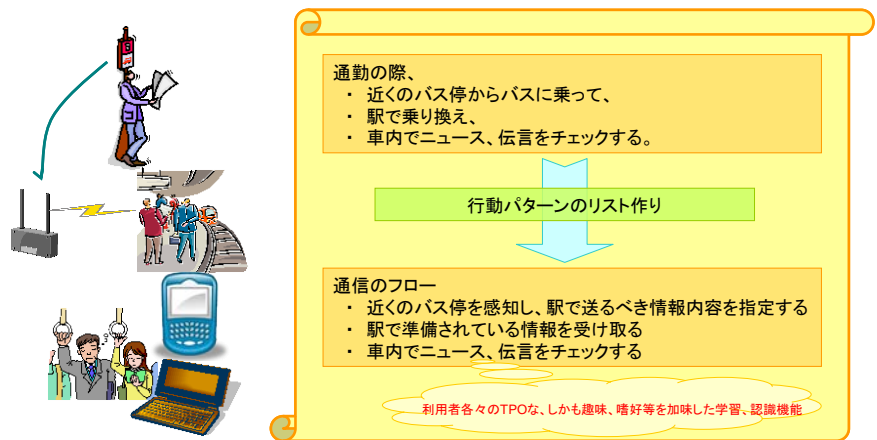 通勤の際、
・ 近くのバス停からバスに乗って、
・ 駅で乗り換え、
・ 車内でニュース、伝言をチェックする。
行動パターンのリスト作り
通信のフロー
・ 近くのバス停を感知し、駅で送るべき情報内容を指定する
・ 駅で準備されている情報を受け取る
・ 車内でニュース、伝言をチェックする
利用者各々のTPOな、しかも趣味、嗜好等を加味した学習、認識機能